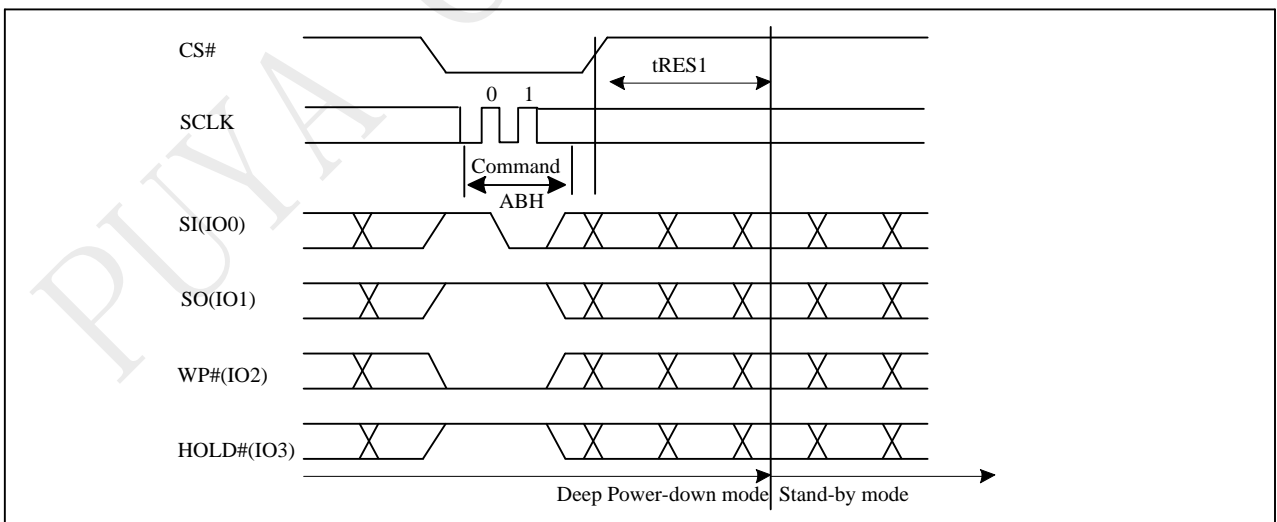 CS#
tRES1
0 1
SCLK
Command
ABH
SI(IO0)
SO(IO1)
WP#(IO2)
HOLD#(IO3)
Deep Power-down mode Stand-by mode
PUYA